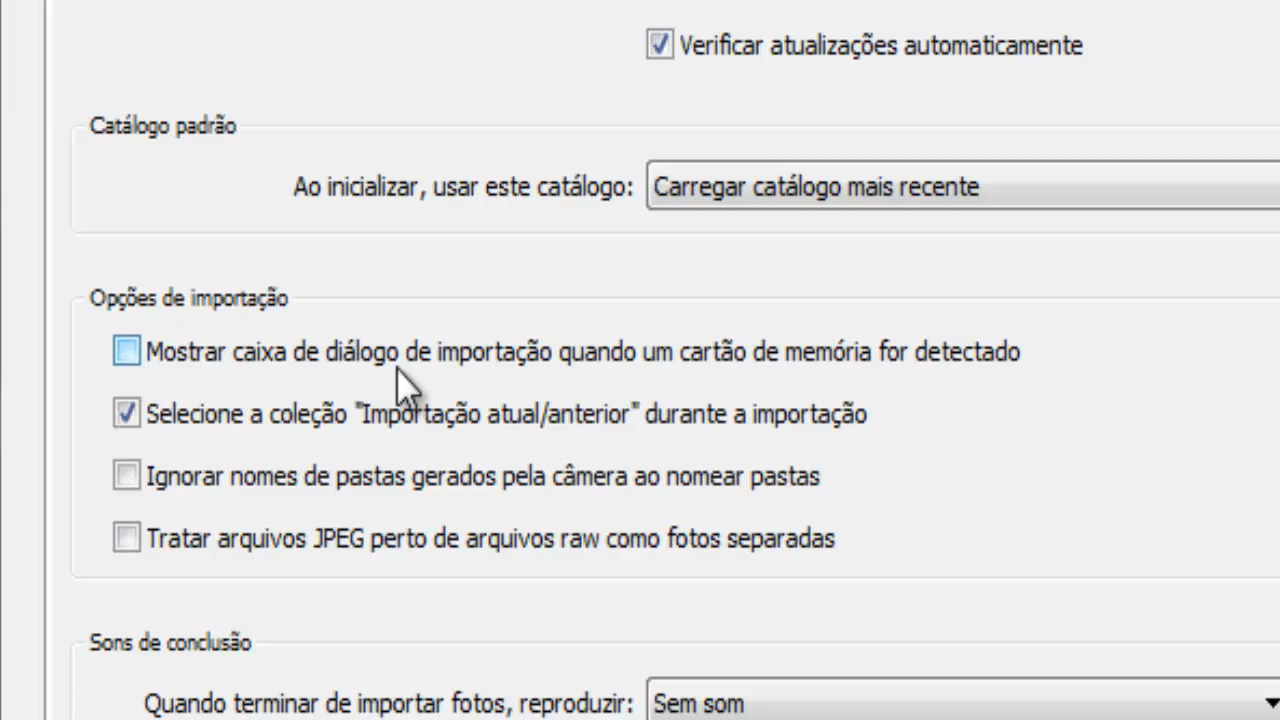 Verificar atualizações automaticamente
Catálogo padrão
Ao inicializar, usar este catálogo: Carregar catálogo mais recente
Opções de importação
Mostrar caixa de diálogo de importação quando um cartão de memória for detectado
Selecione a coleção "Importação atual/anterior" durante a importação
Ignorar nomes de pastas gerados pela câmera ao nomear pastas
Tratar arquivos JPEG perto de arquivos raw como fotos separadas
Sons de conclusão
Quando terminar de importar fotos, reproduzir: Sem som